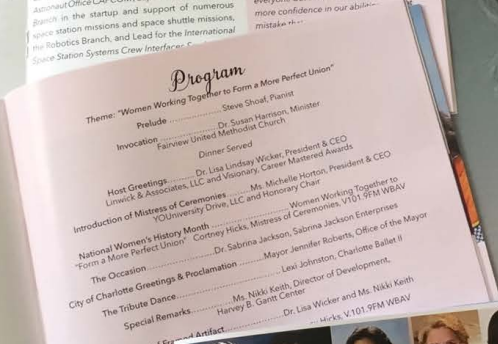 Astronaut Office CAPCOM
Branch in the startup and support of numerous
space station missions and space shuttle missions,
the Robotics Branch, and Lead for the International
Space Station Systems Crew Interfaces
more confidence in our
mistake
Program
Theme: "Women Working Together to Form a More Perfect Union"
Prelude ........................ Steve Shoaf, Pianist
Invocation .................. Dr. Susan Harrison, Minister
Fairview United Methodist Church
Dinner Served
Host Greetings.......... Dr. Lisa Lindsay Wicker, President & CEO
Linwick & Associates, LLC and Visionary, Career Mastered Awards
Introduction of Mistress of Ceremonies....... Ms. Michelle Horton, President & CEO
YOUniversity Drive, LLC and Honorary Chair
National Women's History Month ........................ Women Working Together to
"Form a More Perfect Union" Cortney Hicks, Mistress of Ceremonies, V101.9FM WBAV
The Occasion .................... Dr. Sabrina Jackson, Sabrina Jackson Enterprises
City of Charlotte Greetings & Proclamation ........ Mayor Jennifer Roberts, Office of the Mayor
The Tribute Dance .............................. Lexi Johnston, Charlotte Ballet II
Special Remarks .......... Ms. Nikki Keith, Director of Development,
Harvey B. Gantt Center
Framed Artifact .................. Dr. Lisa Wicker and Ms. Nikki Keith
Hicks, V.101.9FM WBAV